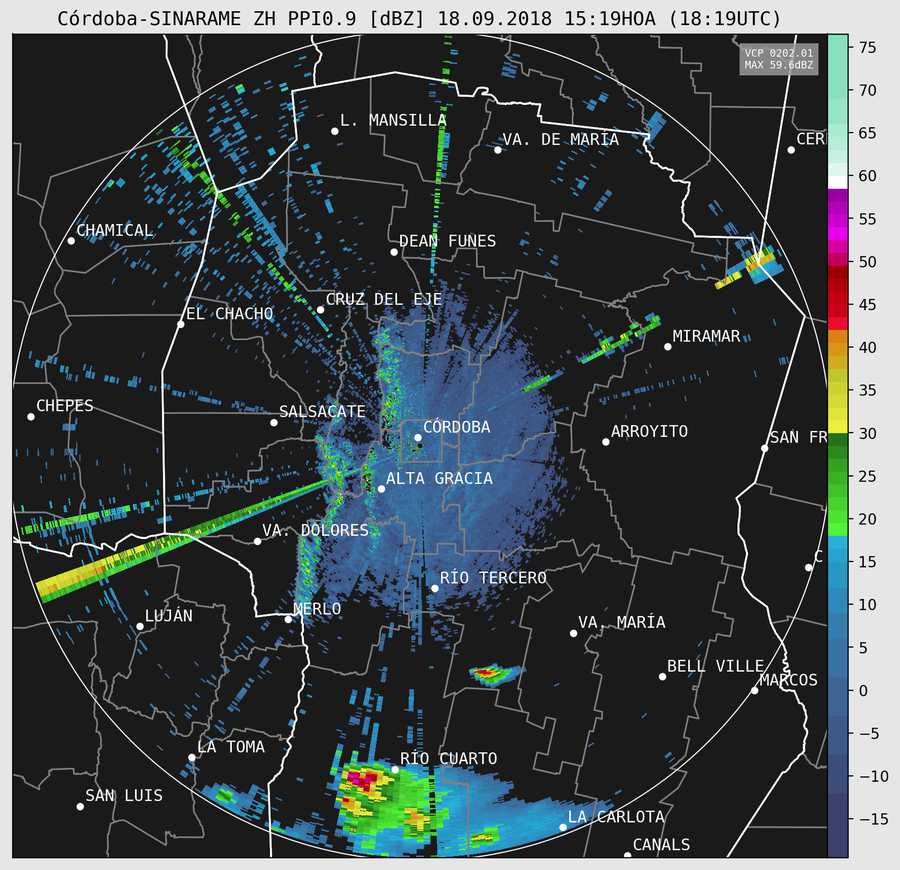 Córdoba-SINARAME ZH PPI0.9 [dBZ] 18.09.2018 15:19HOA (18:19UTC)
VCP 0202.01
MAX 59.6dBZ
L. MANSILLA
VA. DE MARÍA
CER
CHAMICAL
DEAN FUNES
CRUZ DEL EJE
EL CHACHO
MIRAMAR
CHEPES
SALSACATE
CÓRDOBA
ARROYITO
SAN FR
ALTA GRACIA
VA. DOLORES
C
RÍO TERCERO
LUJÁN
MERLO
VA. MARÍA
BELL VILLE
MARCOS
LA TOMA
RÍO CUARTO
SAN LUIS
LA CARLOTA
CANALS
75
70
65
60
55
50
45
40
35
30
25
20
15
10
5
0
−5
−10
−15